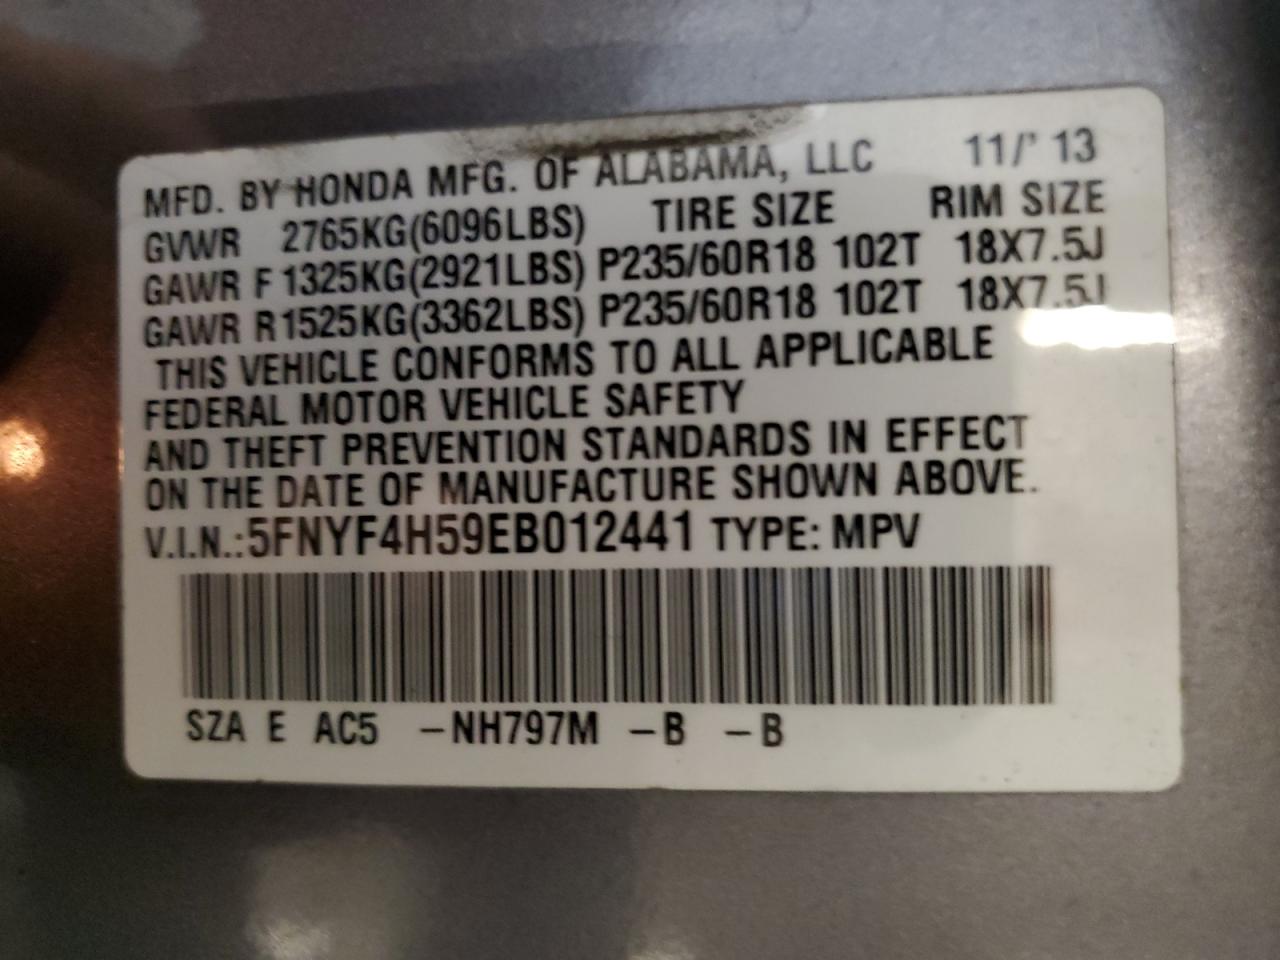 MFD. BY HONDA MFG. OF ALABAMA, LLC 11/' 13
GVWR 2765KG(6096LBS) TIRE SIZE RIM SIZE
GAWR F 1325KG(2921LBS) P235/60R18 102T 18X7.5J
GAWR R 1525KG(3362LBS) P235/60R18 102T 18X7.5J
THIS VEHICLE CONFORMS TO ALL APPLICABLE
FEDERAL MOTOR VEHICLE SAFETY
AND THEFT PREVENTION STANDARDS IN EFFECT
ON THE DATE OF MANUFACTURE SHOWN ABOVE.
V.I.N.:5FNYF4H59EB012441 TYPE: MPV
SZA E AC5 -NH797M -B -B